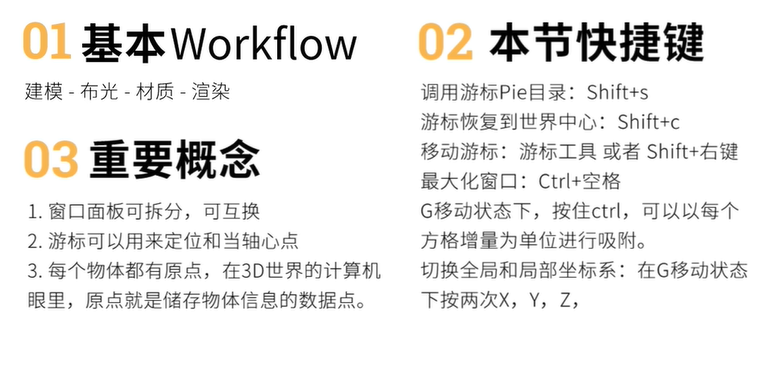 01 基本Workflow
建模 - 布光 - 材质 - 渲染
02 本节快捷键
调用游标Pie目录：Shift+s
游标恢复到世界中心：Shift+c
移动游标：游标工具 或者 Shift+右键
最大化窗口：Ctrl+空格
G移动状态下，按住ctrl，可以以每个
方格增量为单位进行吸附。
切换全局和局部坐标系：在G移动状态
下按两次X，Y，Z，
03 重要概念
1. 窗口面板可拆分，可互换
2. 游标可以用来定位和当轴心点
3. 每个物体都有原点，在3D世界的计算机
眼里，原点就是储存物体信息的数据点。